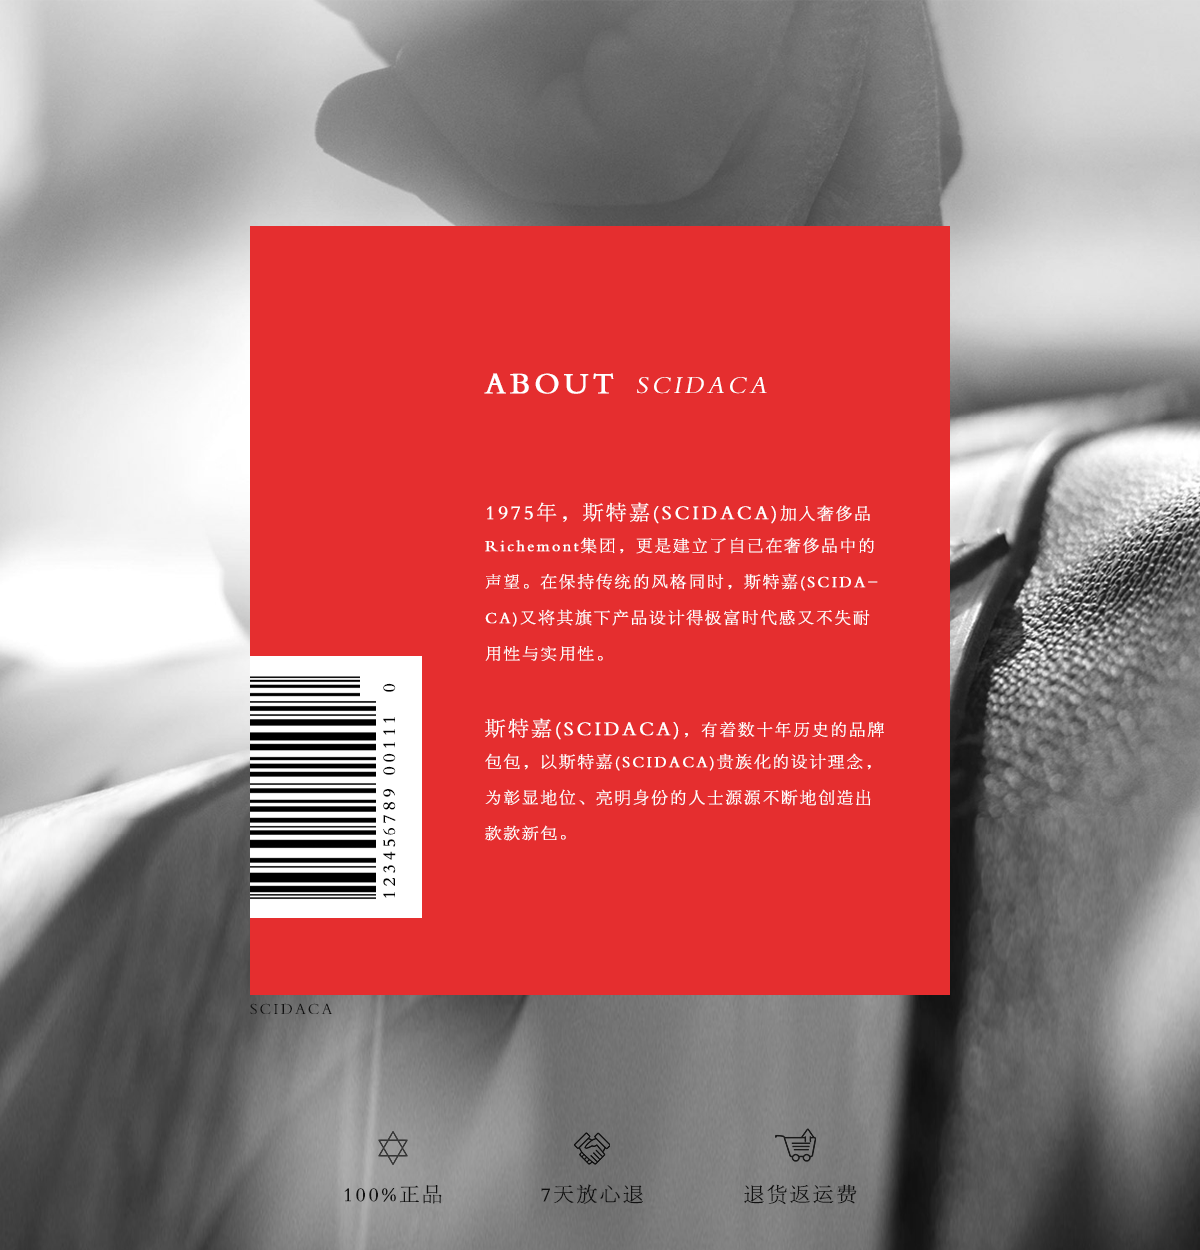 ABOUT SCIDACA
1975年，斯特嘉(SCIDACA)加入奢侈品
Richemont集团，更是建立了自己在奢侈品中的
声望。在保持传统的风格同时，斯特嘉(SCIDA-
CA)又将其旗下产品设计得极富时代感又不失耐
用性与实用性。
斯特嘉(SCIDACA)，有着数十年历史的品牌
包包，以斯特嘉(SCIDACA)贵族化的设计理念，
为彰显地位、亮明身份的人士源源不断地创造出
款款新包。
123456789 00111 0
SCIDACA
100%正品
7天放心退
退货返运费